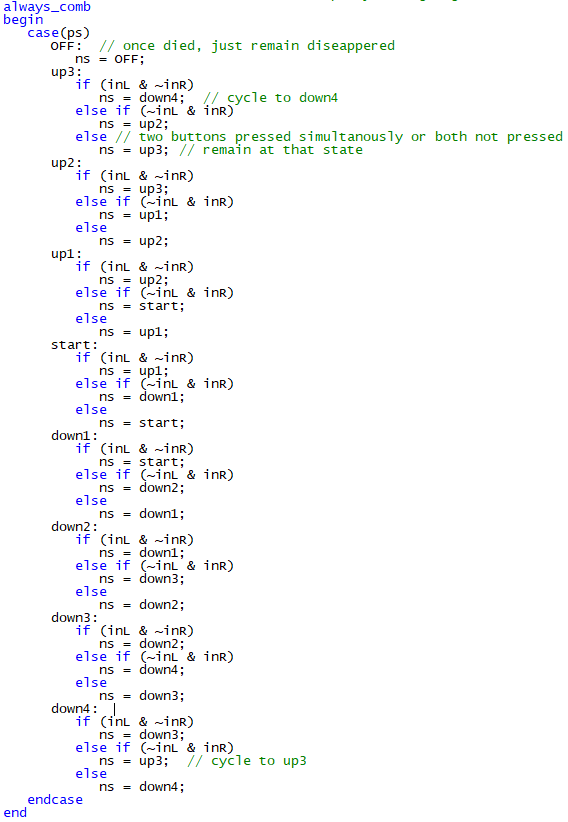 always_comb
begin
   case(ps)
      OFF:  // once died, just remain diseappered
         ns = OFF;
      up3:
         if (inL & ~inR)
            ns = down4;  // cycle to down4
         else if (~inL & inR)
            ns = up2;
         else // two buttons pressed simultanously or both not pressed
            ns = up3; // remain at that state
      up2:
         if (inL & ~inR)
            ns = up3;
         else if (~inL & inR)
            ns = up1;
         else
            ns = up2;
      up1:
         if (inL & ~inR)
            ns = up2;
         else if (~inL & inR)
            ns = start;
         else
            ns = up1;
      start:
         if (inL & ~inR)
            ns = up1;
         else if (~inL & inR)
            ns = down1;
         else
            ns = start;
      down1:
         if (inL & ~inR)
            ns = start;
         else if (~inL & inR)
            ns = down2;
         else
            ns = down1;
      down2:
         if (inL & ~inR)
            ns = down1;
         else if (~inL & inR)
            ns = down3;
         else
            ns = down2;
      down3:
         if (inL & ~inR)
            ns = down2;
         else if (~inL & inR)
            ns = down4;
         else
            ns = down3;
      down4:
         if (inL & ~inR)
            ns = down3;
         else if (~inL & inR)
            ns = up3;  // cycle to up3
         else
            ns = down4;
   endcase
end